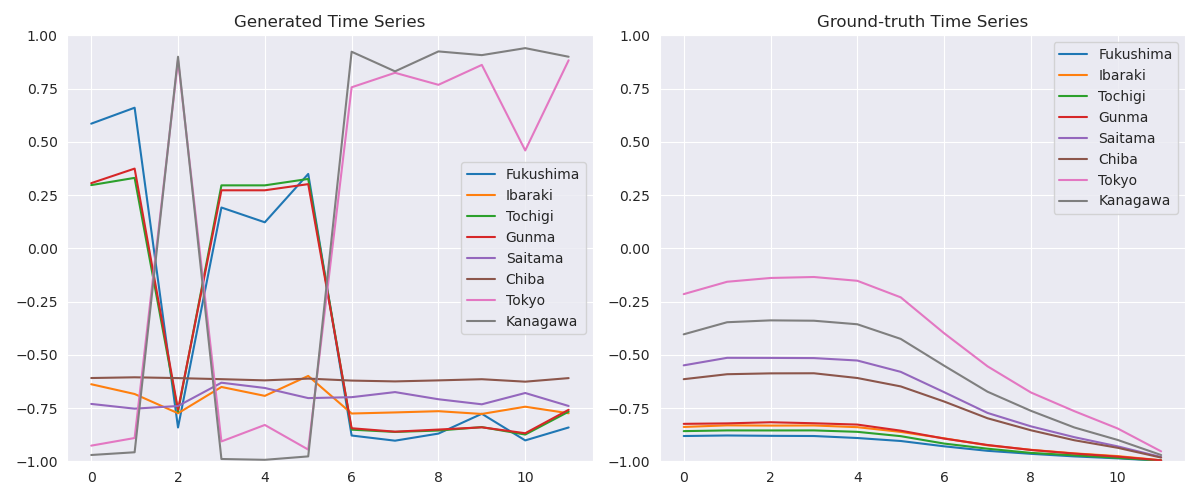 Generated Time Series
1.00
0.75
0.50
0.25
0.00
−0.25
−0.50
−0.75
−1.00
0
2
4
6
8
10
Fukushima
Ibaraki
Tochigi
Gunma
Saitama
Chiba
Tokyo
Kanagawa
Ground-truth Time Series
1.00
0.75
0.50
0.25
0.00
−0.25
−0.50
−0.75
−1.00
0
2
4
6
8
10
Fukushima
Ibaraki
Tochigi
Gunma
Saitama
Chiba
Tokyo
Kanagawa